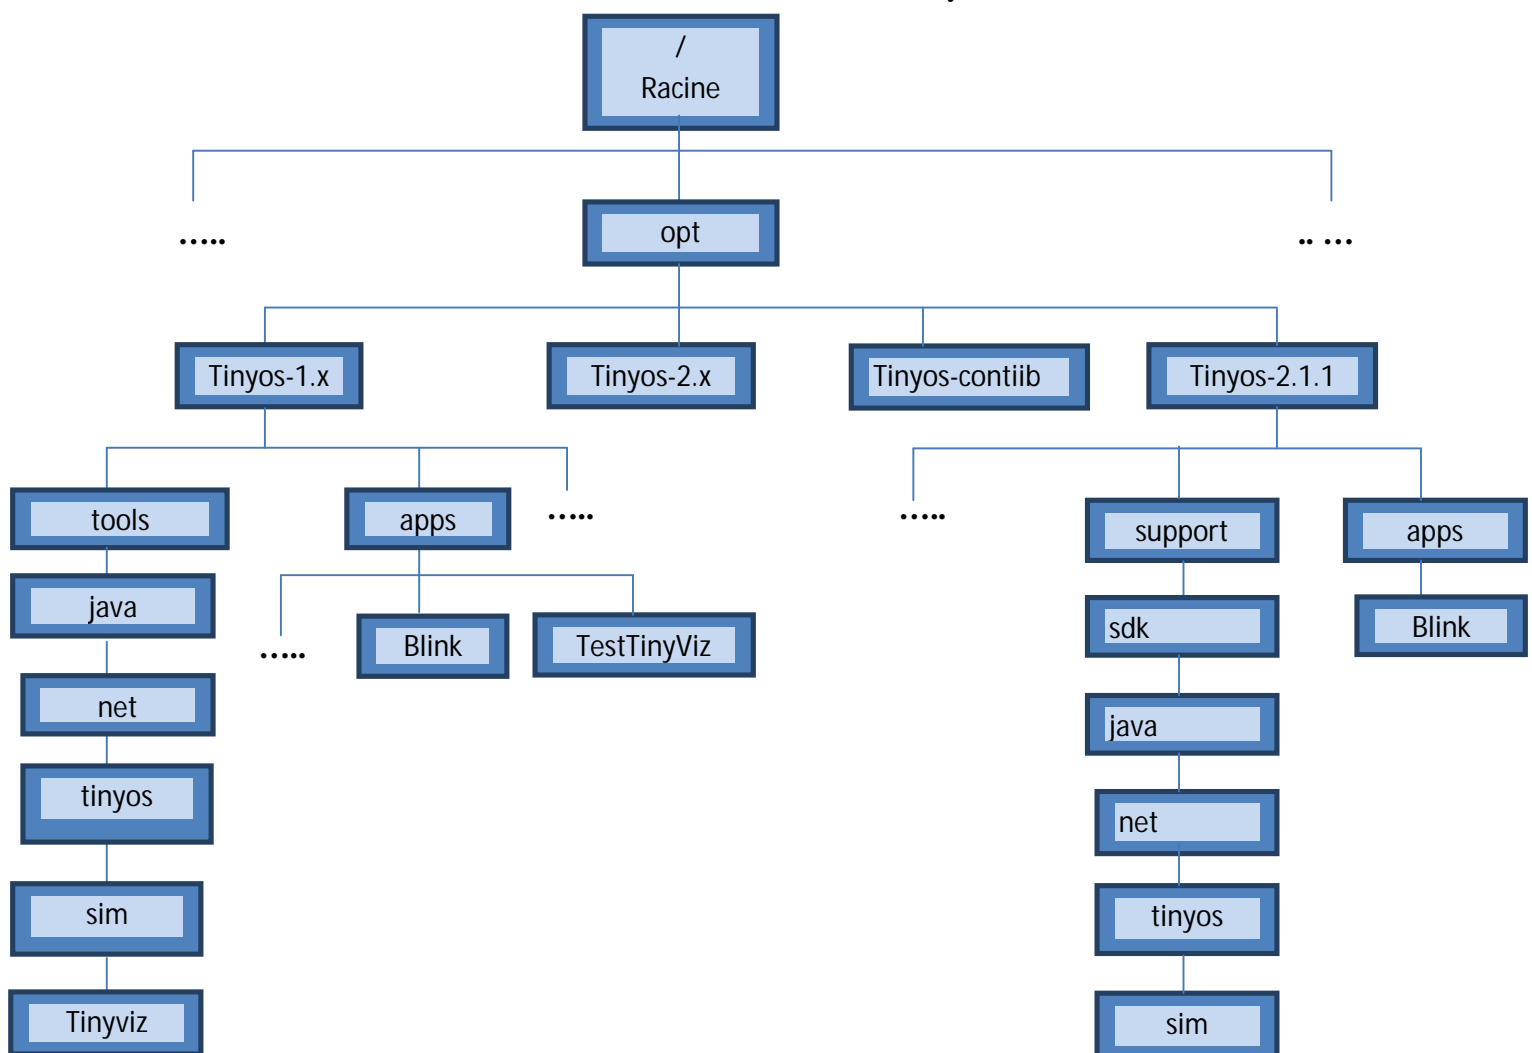 /
Racine
opt
…..
.. …
Tinyos-1.x
Tinyos-2.x
Tinyos-contiib
Tinyos-2.1.1
tools
apps
…..
…..
support
apps
java
Blink
TestTinyViz
sdk
Blink
…..
net
java
tinyos
net
sim
tinyos
Tinyviz
sim